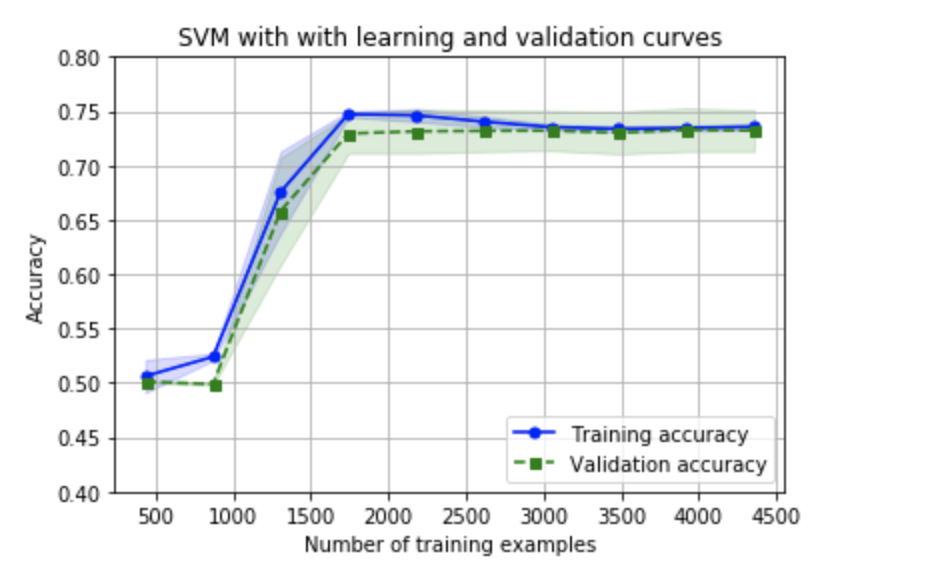 SVM with with learning and validation curves
0.80
0.75
0.70
0.65
0.60
0.55
0.50
0.45
0.40
Accuracy
Training accuracy
Validation accuracy
500 1000 1500 2000 2500 3000 3500 4000 4500
Number of training examples